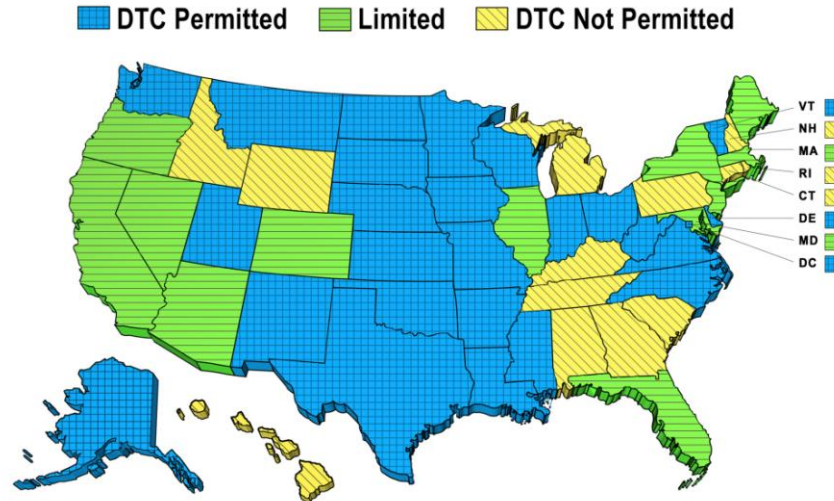 DTC Permitted Limited DTC Not Permitted
VT
NH
MA
RI
CT
DE
MD
DC